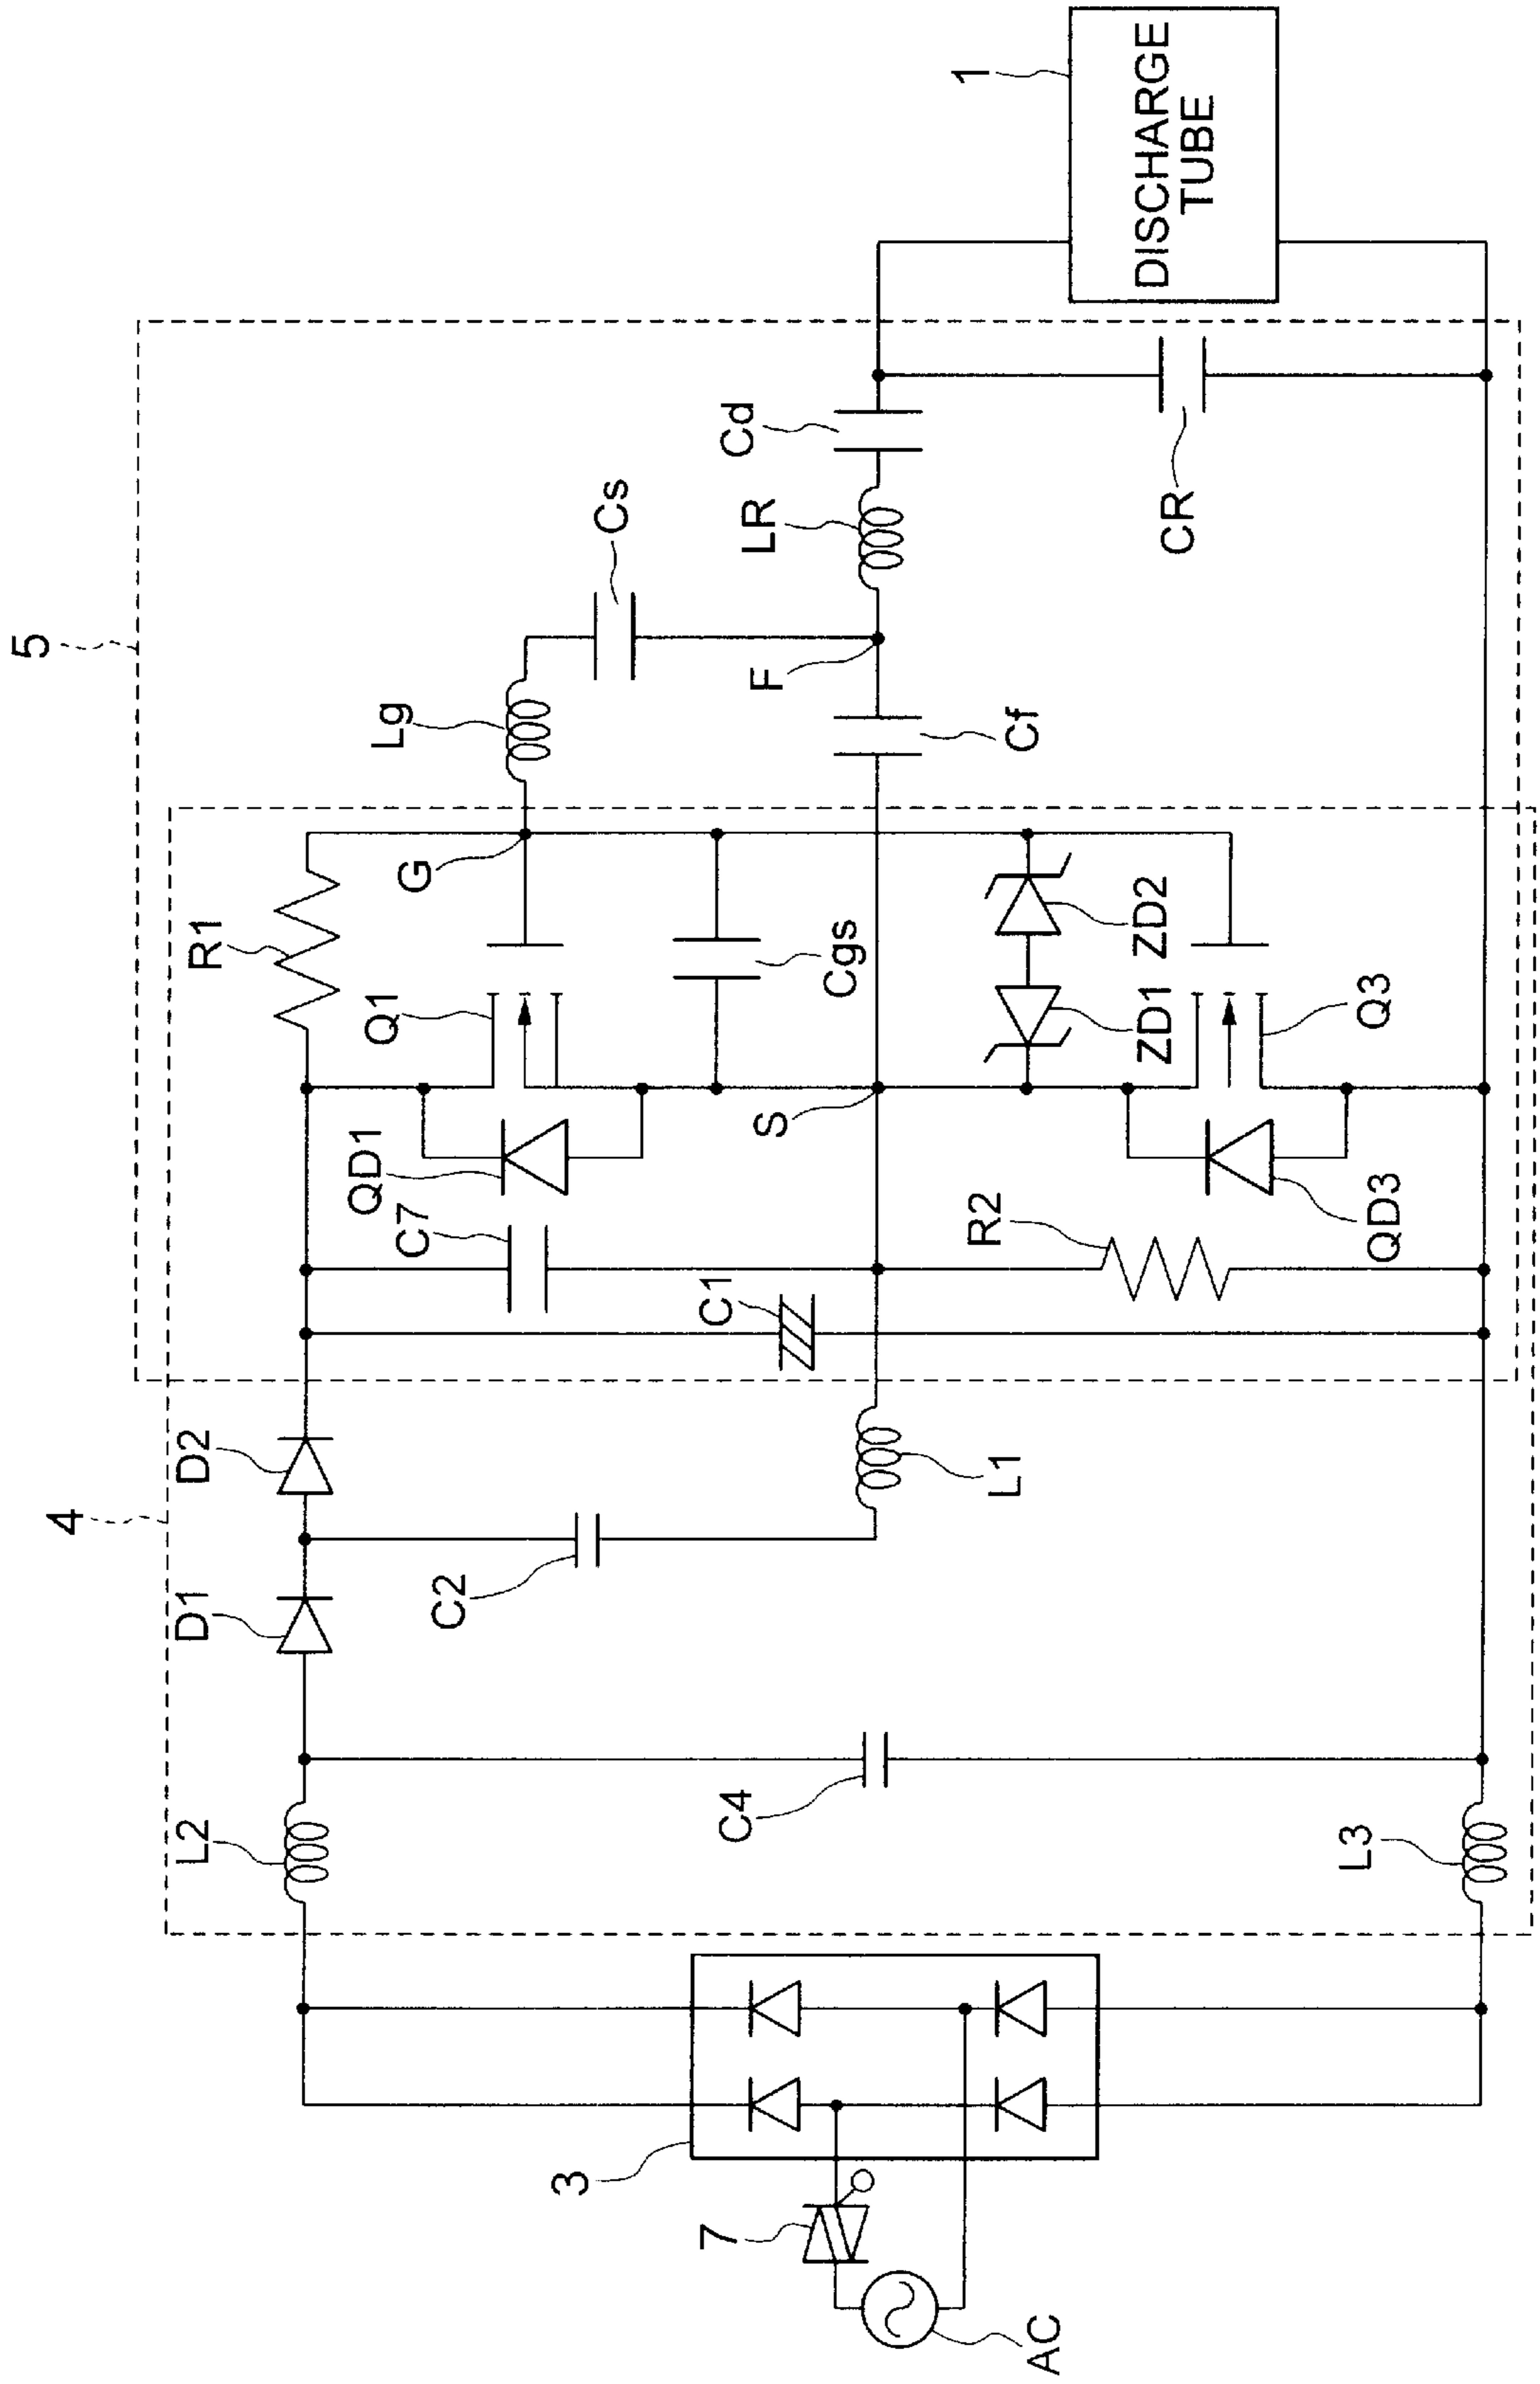 5
4
3
7
AC
L2
L3
C4
D1
D2
C2
L1
C1
C7
R2
QD1
QD3
Q1
Q3
R1
S
G
Cgs
ZD1
ZD2
Lg
Cs
F
Cf
LR
Cd
CR
1
DISCHARGE
TUBE